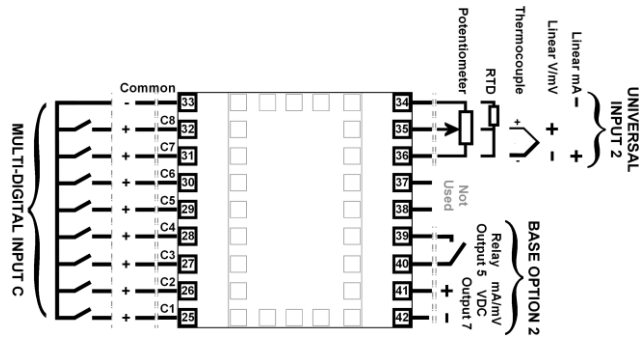 MULTI-DIGITAL INPUT C
Common
- 33
+ C8 32
+ C7 31
+ C6 30
+ C5 29
+ C4 28
+ C3 27
+ C2 26
+ C1 25
34
35
36
37
38
39
40
41 +
42 −
Potentiometer
RTD
Thermocouple
+
-
Linear V/mV
+
−
Linear mA
−
+
UNIVERSAL
INPUT 2
Not
Used
Relay
Output 5
mA/mV
VDC
Output 7
BASE OPTION 2